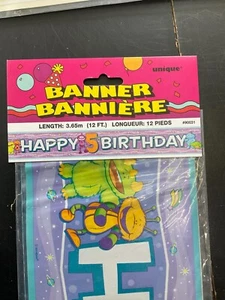 unique
BANNER
BANNIÈRE
LENGTH: 3.65m (12 FT.) LONGUEUR: 12 PIEDS
HAPPY 5 BIRTHDAY
H